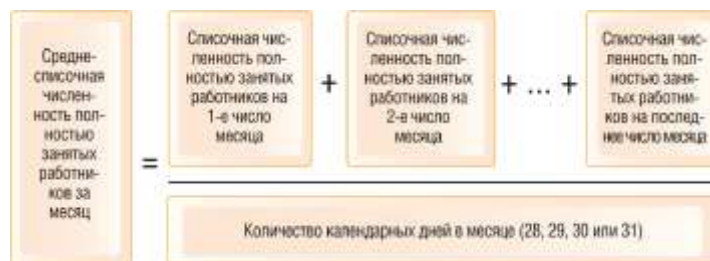 Средне-
списочная
числен-
ность пол-
ностью
занятых
работни-
ков за
месяц
=
Списочная чис-
ленность пол-
ностью занятых
работников на
1-е число
месяца
+
Списочная чис-
ленность пол-
ностью занятых
работников на
2-е число
месяца
+ ... +
Списочная чис-
ленность пол-
ностью заня-
тых работни-
ков на послед-
нее число месяца
Количество календарных дней в месяце (28, 29, 30 или 31)